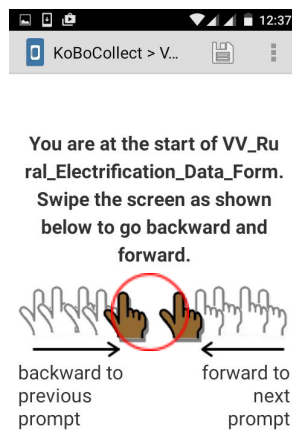 12:37
KoBoCollect > V...
You are at the start of VV_Ru
ral_Electrification_Data_Form.
Swipe the screen as shown
below to go backward and
forward.
backward to
previous
prompt
forward to
next
prompt